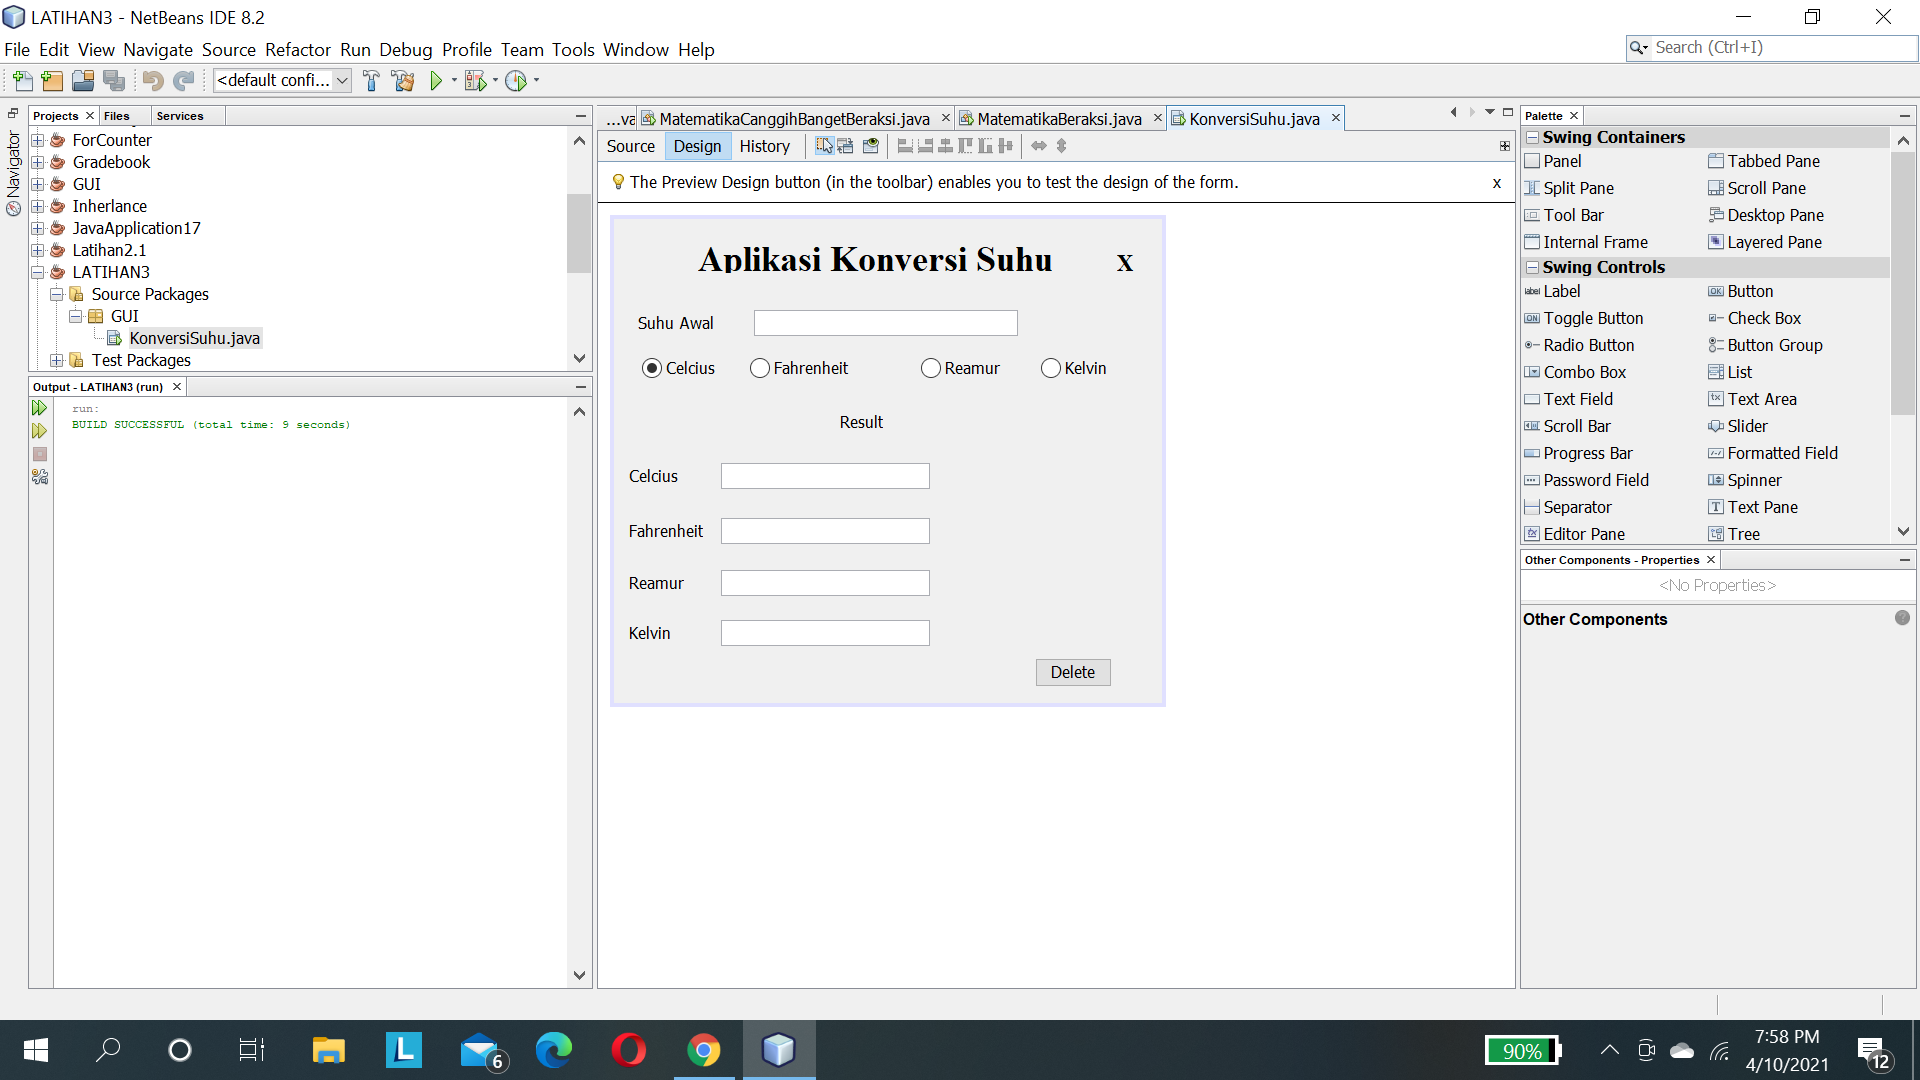 LATIHAN3 - NetBeans IDE 8.2
File Edit View Navigate Source Refactor Run Debug Profile Team Tools Window Help
Search (Ctrl+I)
<default confi...
Navigator
Projects
Files
Services
ForCounter
Gradebook
GUI
Inherlance
JavaApplication17
Latihan2.1
LATIHAN3
Source Packages
GUI
KonversiSuhu.java
Test Packages
Output - LATIHAN3 (run)
run:
BUILD SUCCESSFUL (total time: 9 seconds)
...va
MatematikaCanggihBangetBeraksi.java
MatematikaBeraksi.java
KonversiSuhu.java
Source
Design
History
The Preview Design button (in the toolbar) enables you to test the design of the form.
x
Aplikasi Konversi Suhu
X
Suhu Awal
Celcius
Fahrenheit
Reamur
Kelvin
Result
Celcius
Fahrenheit
Reamur
Kelvin
Delete
Palette
Swing Containers
Panel
Tabbed Pane
Split Pane
Scroll Pane
Tool Bar
Desktop Pane
Internal Frame
Layered Pane
Swing Controls
Label
Button
Toggle Button
Check Box
Radio Button
Button Group
Combo Box
List
Text Field
Text Area
Scroll Bar
Slider
Progress Bar
Formatted Field
Password Field
Spinner
Separator
Text Pane
Editor Pane
Tree
Other Components - Properties
<No Properties>
Other Components
L
6
90%
7:58 PM
4/10/2021
12